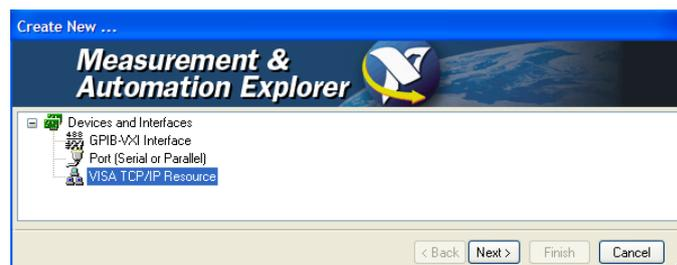 Create New ...
Measurement &
Automation Explorer
Devices and Interfaces
GPIB-VXI Interface
Port (Serial or Parallel)
VISA TCP/IP Resource
< Back Next > Finish Cancel